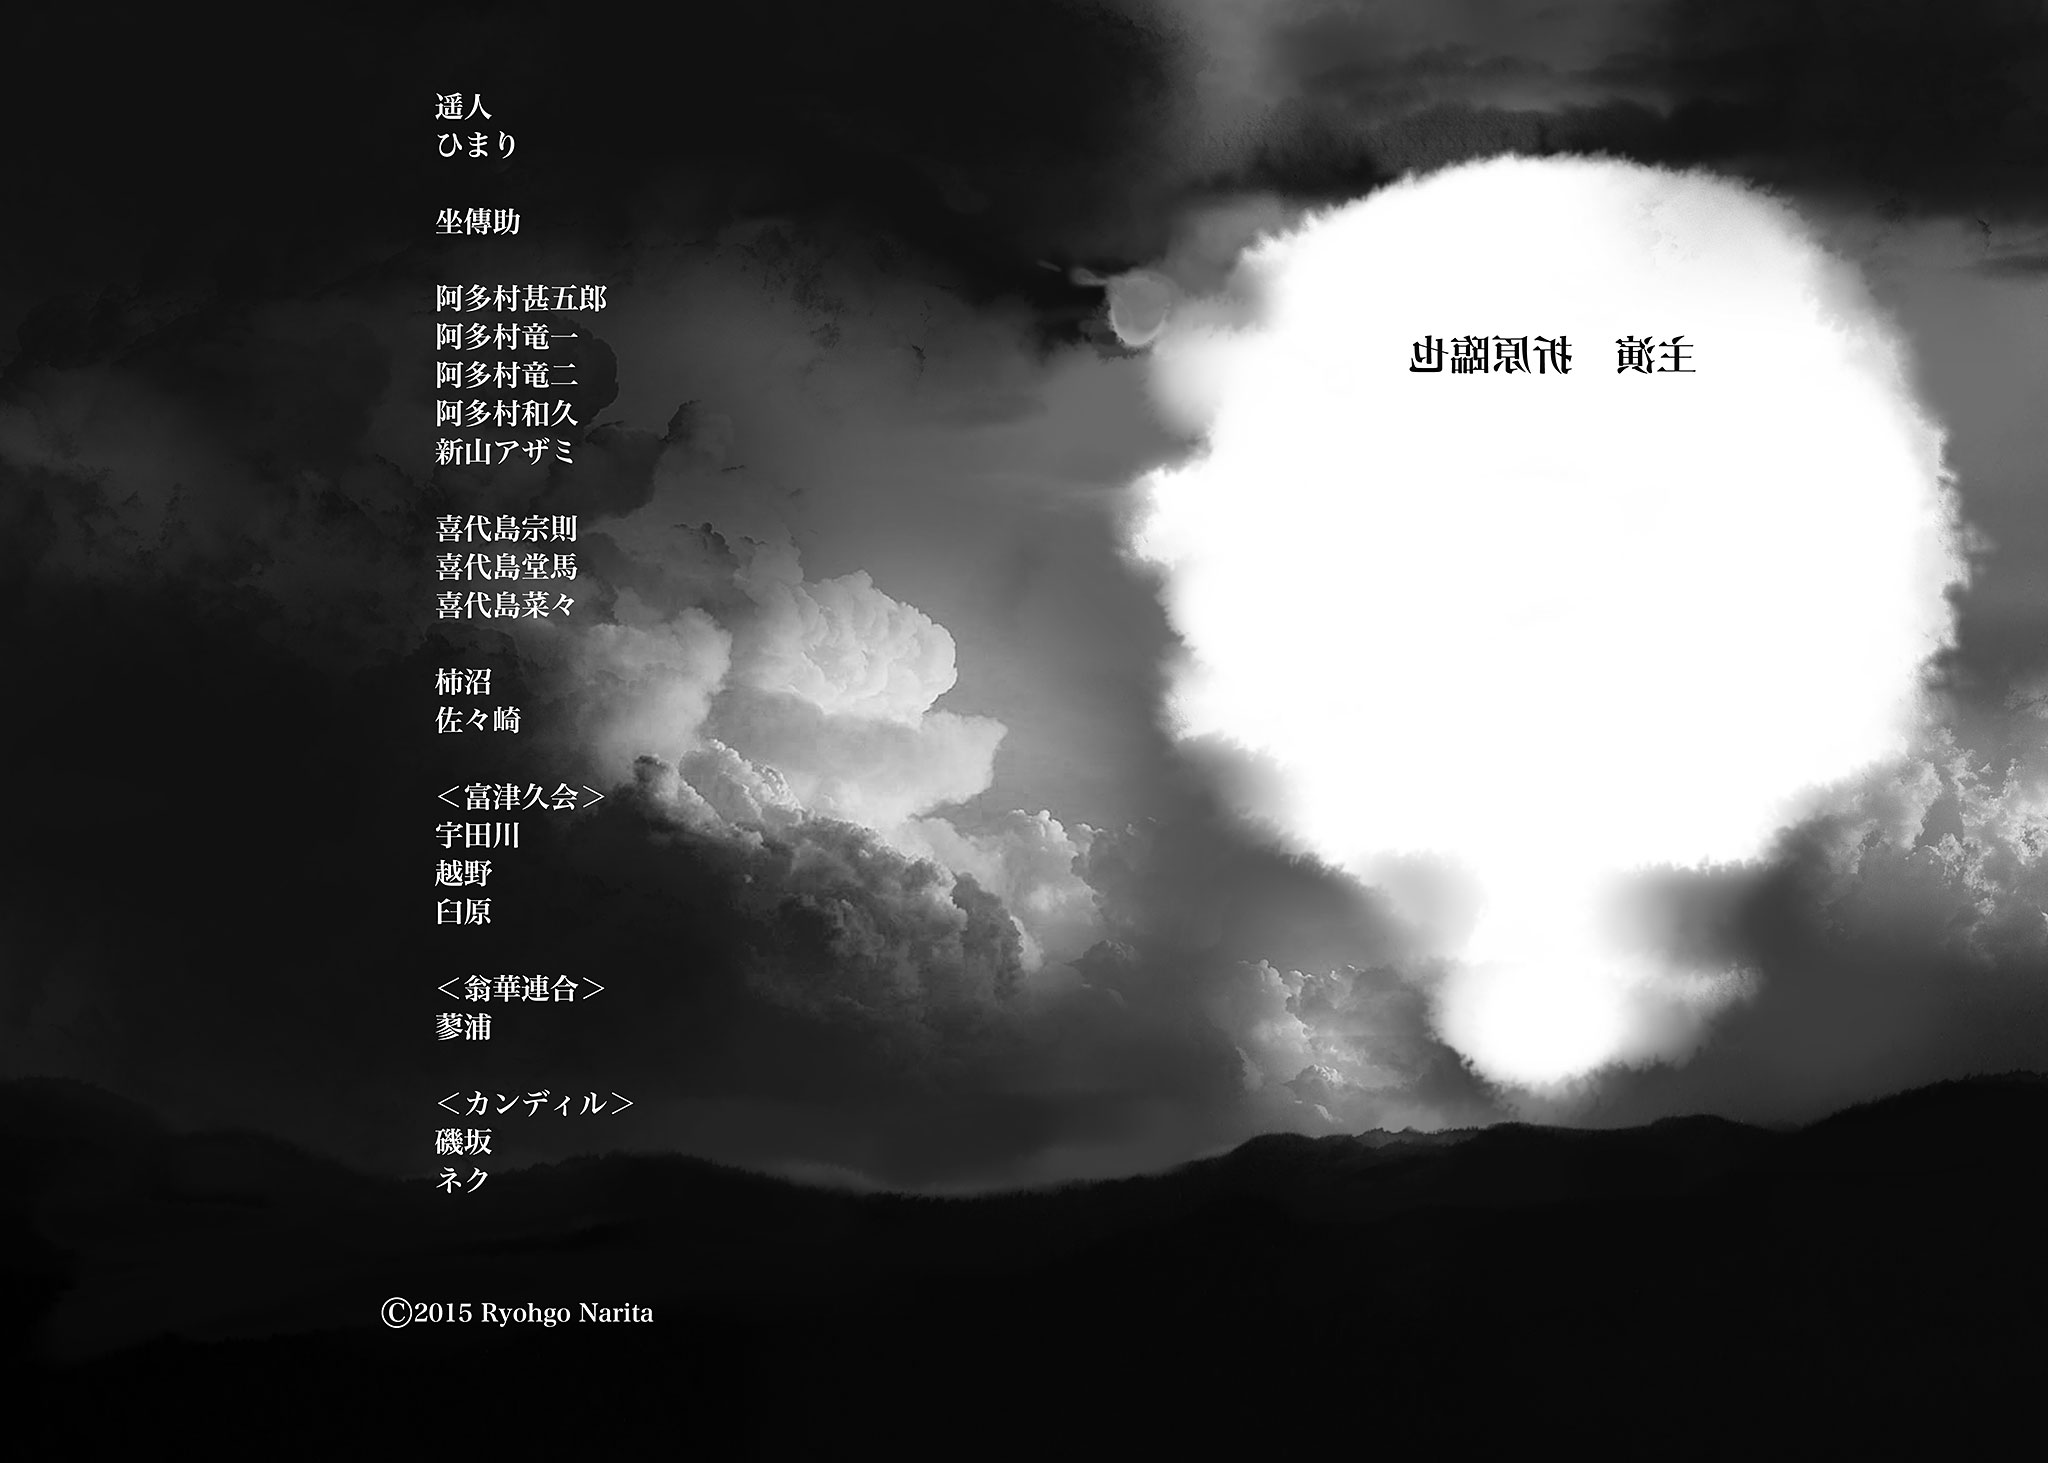 遥人
ひまり
坐傳助
阿多村甚五郎
阿多村竜一
阿多村竜二
阿多村和久
新山アザミ
喜代島宗則
喜代島堂馬
喜代島菜々
柿沼
佐々崎
＜富津久会＞
宇田川
越野
臼原
＜翁華連合＞
蓼浦
＜カンディル＞
磯坂
ネク
©2015 Ryohgo Narita
主演　折原臨也